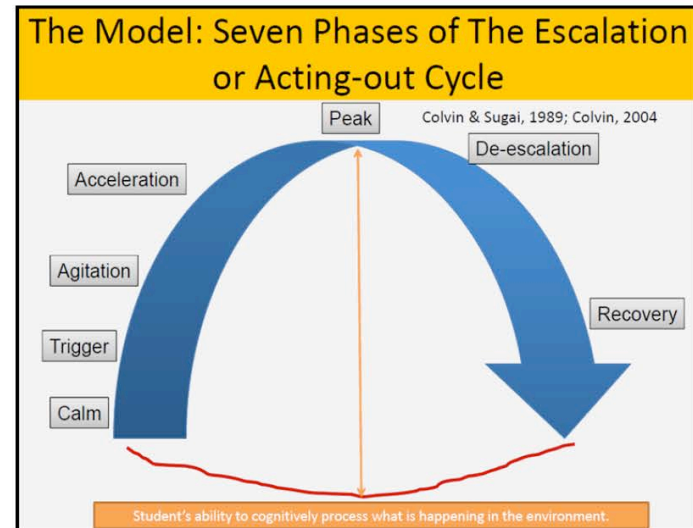 The Model: Seven Phases of The Escalation
or Acting-out Cycle
Peak
Colvin & Sugai, 1989; Colvin, 2004
De-escalation
Acceleration
Agitation
Recovery
Trigger
Calm
Student's ability to cognitively process what is happening in the environment.